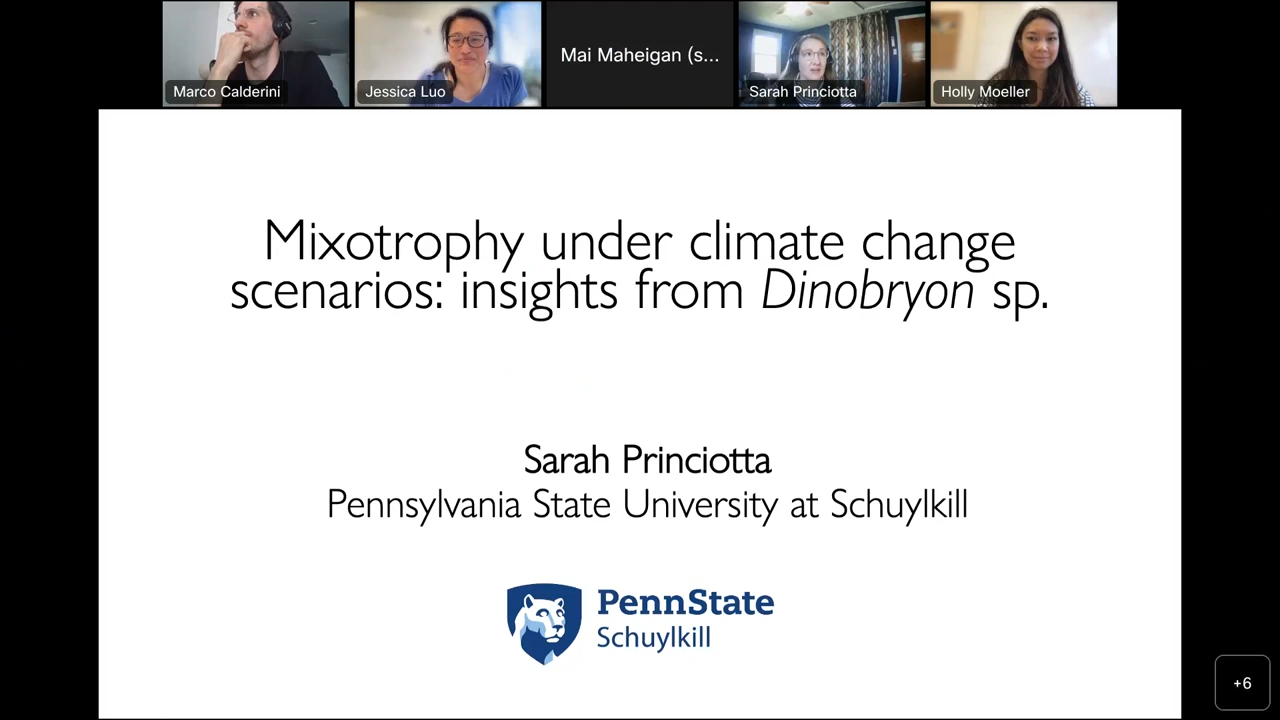 Marco Calderini
Jessica Luo
Mai Maheigan (s...
Sarah Princiotta
Holly Moeller
Mixotrophy under climate change
scenarios: insights from Dinobryon sp.
Sarah Princiotta
Pennsylvania State University at Schuylkill
PennState
Schuylkill
+6